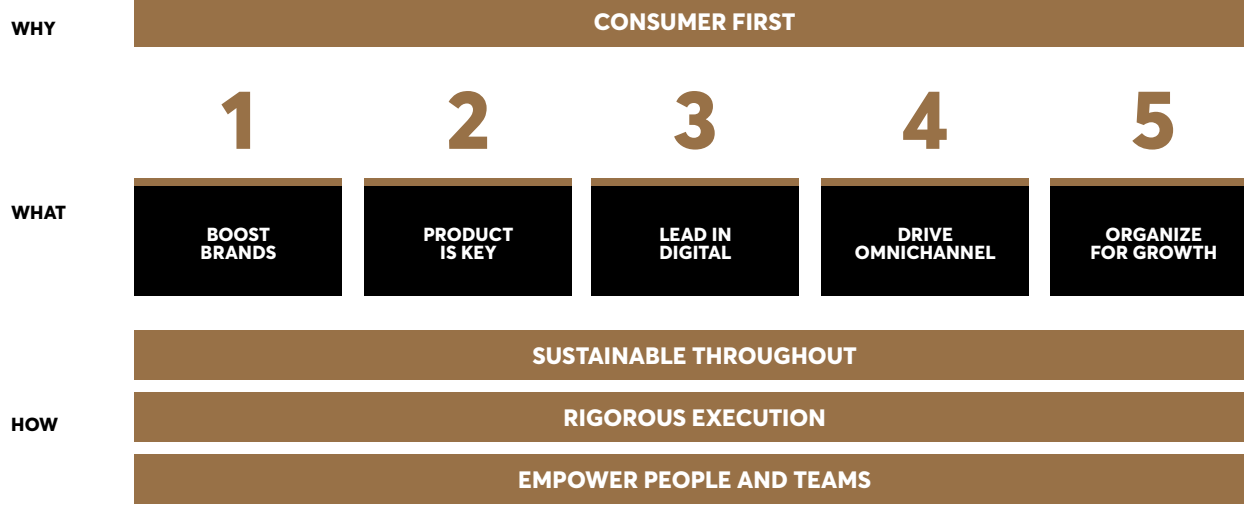 WHY
CONSUMER FIRST
1
2
3
4
5
WHAT
BOOST
BRANDS
PRODUCT
IS KEY
LEAD IN
DIGITAL
DRIVE
OMNICHANNEL
ORGANIZE
FOR GROWTH
HOW
SUSTAINABLE THROUGHOUT
RIGOROUS EXECUTION
EMPOWER PEOPLE AND TEAMS